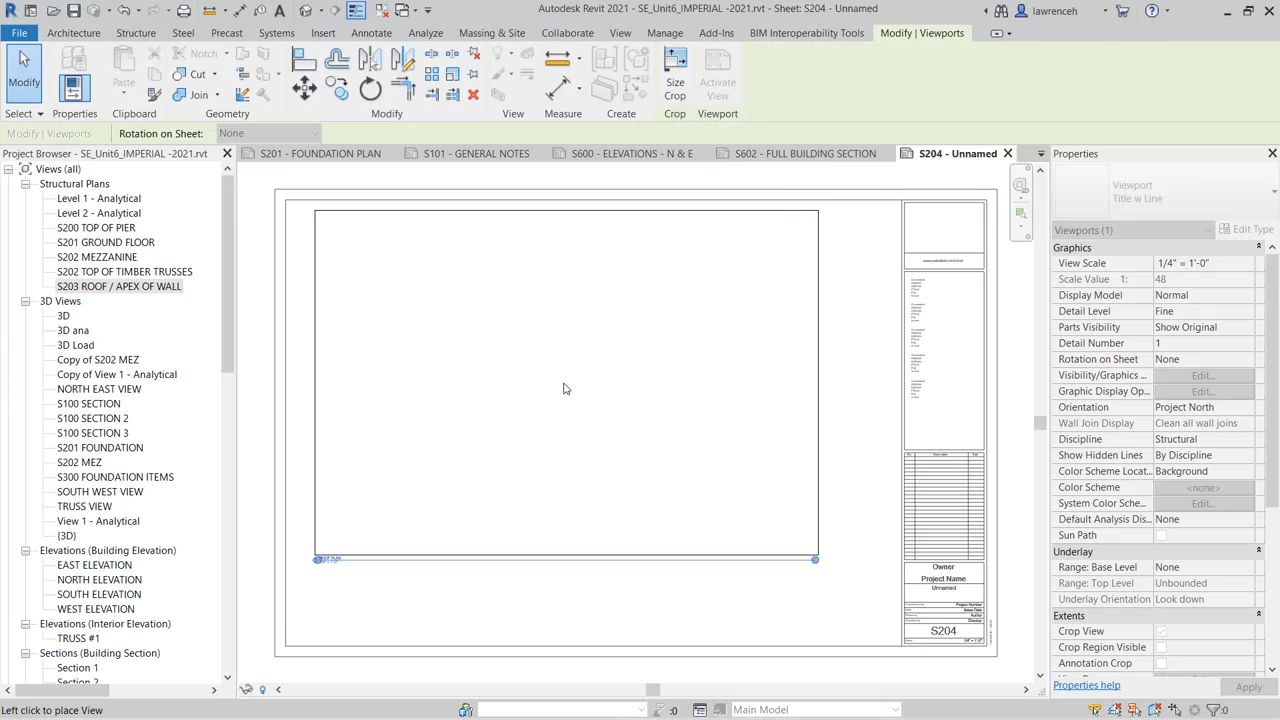 Autodesk Revit 2021 - SE_Unit6_IMPERIAL -2021.rvt - Sheet: S204 - Unnamed
lawrenceh
File Architecture Structure Steel Precast Systems Insert Annotate Analyze Massing & Site Collaborate View Manage Add-Ins BIM Interoperability Tools Modify | Viewports
Modify
Paste
Notch
Cut
Join
Size Crop
Activate View
Select Properties Clipboard Geometry Modify View Measure Create Crop Viewport
Modify | Viewports Rotation on Sheet: None
Project Browser - SE_Unit6_IMPERIAL -2021.rvt
S201 - FOUNDATION PLAN
S101 - GENERAL NOTES
S600 - ELEVATIONS - N & E
S602 - FULL BUILDING SECTION
S204 - Unnamed
Views (all)
Structural Plans
Level 1 - Analytical
Level 2 - Analytical
S200 TOP OF PIER
S201 GROUND FLOOR
S202 MEZZANINE
S202 TOP OF TIMBER TRUSSES
S203 ROOF / APEX OF WALL
3D Views
3D
3D ana
3D Load
Copy of S202 MEZ
Copy of View 1 - Analytical
NORTH EAST VIEW
S100 SECTION
S100 SECTION 2
S100 SECTION 3
S201 FOUNDATION
S202 MEZ
S300 FOUNDATION ITEMS
SOUTH WEST VIEW
TRUSS VIEW
View 1 - Analytical
{3D}
Elevations (Building Elevation)
EAST ELEVATION
NORTH ELEVATION
SOUTH ELEVATION
WEST ELEVATION
Elevations (Interior Elevation)
TRUSS #1
Sections (Building Section)
Section 1
Section 2
Owner
Project Name
Unnamed
S204
Properties
Viewport
Title w Line
Viewports (1) Edit Type
Graphics
View Scale 1/4" = 1'-0"
Scale Value 1: 48
Display Model Normal
Detail Level Fine
Parts Visibility Show Original
Detail Number 1
Rotation on Sheet None
Visibility/Graphics ... Edit...
Graphic Display Op... Edit...
Orientation Project North
Wall Join Display Clean all wall joins
Discipline Structural
Show Hidden Lines By Discipline
Color Scheme Locat... Background
Color Scheme <none>
System Color Sche... Edit...
Default Analysis Dis... None
Sun Path
Underlay
Range: Base Level None
Range: Top Level Unbounded
Underlay Orientation Look down
Extents
Crop View
Crop Region Visible
Annotation Crop
Properties help Apply
Left click to place View
:0
Main Model
:0